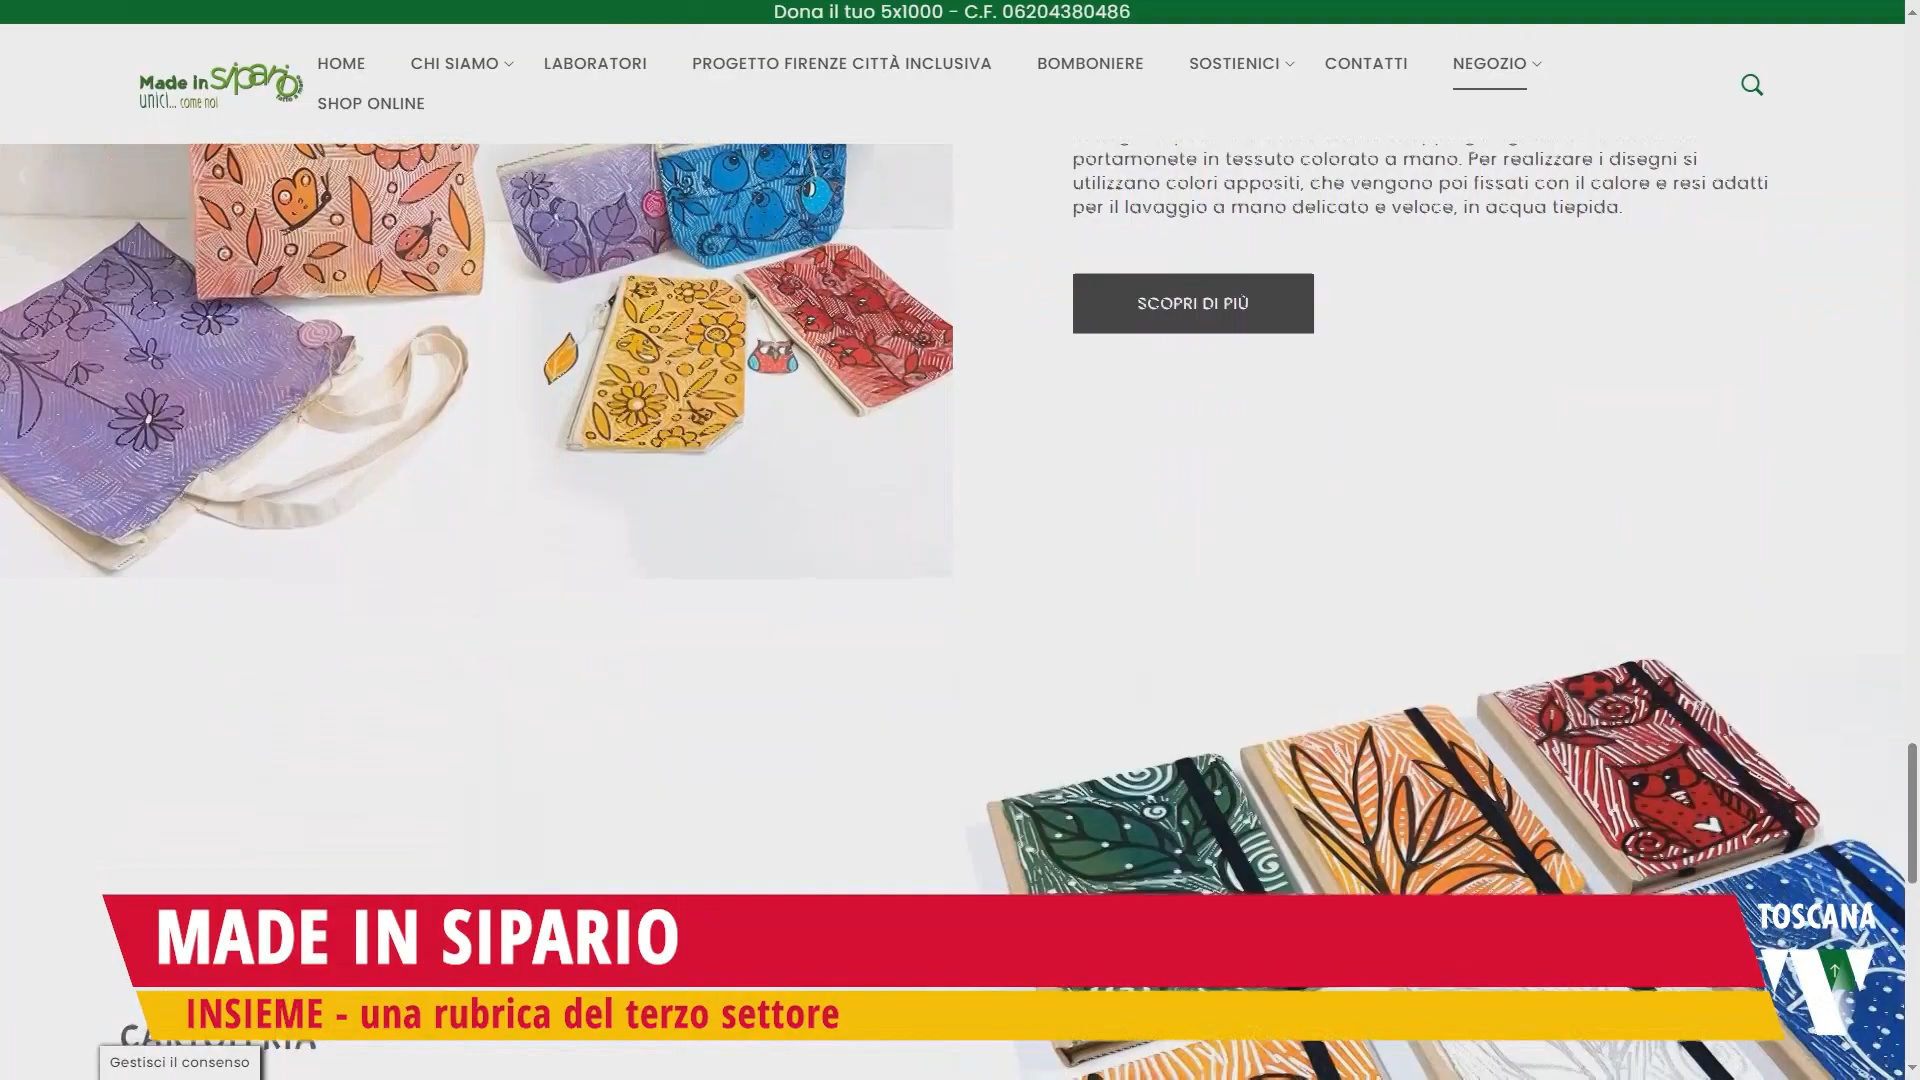 Dona il tuo 5x1000 - C.F. 06204380486
Made in sipario
unici... come noi
HOME CHI SIAMO LABORATORI PROGETTO FIRENZE CITTÀ INCLUSIVA BOMBONIERE SOSTIENICI CONTATTI NEGOZIO
SHOP ONLINE
portamonete in tessuto colorato a mano. Per realizzare i disegni si
utilizzano colori appositi, che vengono poi fissati con il calore e resi adatti
per il lavaggio a mano delicato e veloce, in acqua tiepida.
SCOPRI DI PIÙ
MADE IN SIPARIO
TOSCANA
INSIEME - una rubrica del terzo settore
Gestisci il consenso